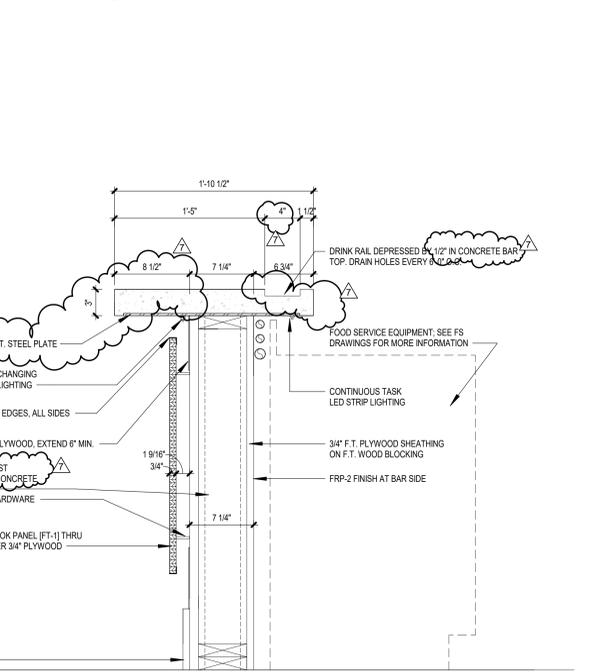 1'-10 1/2"
1'-5"
4"
1 1/2"
7
7
7
DRINK RAIL DEPRESSED BY 1/2" IN CONCRETE BAR
TOP. DRAIN HOLES EVERY 6'0" O.C.
8 1/2"
7 1/4"
6 3/4"
7
3"
T. STEEL PLATE
FOOD SERVICE EQUIPMENT; SEE FS
DRAWINGS FOR MORE INFORMATION
CHANGING
IGHTING
CONTINUOUS TASK
LED STRIP LIGHTING
EDGES, ALL SIDES
LYWOOD, EXTEND 6" MIN.
3/4" F.T. PLYWOOD SHEATHING
ON F.T. WOOD BLOCKING
1 9/16"
3/4"
7
ST
ONCRETE
FRP-2 FINISH AT BAR SIDE
ARDWARE
7 1/4"
OK PANEL [FT-1] THRU
ER 3/4" PLYWOOD